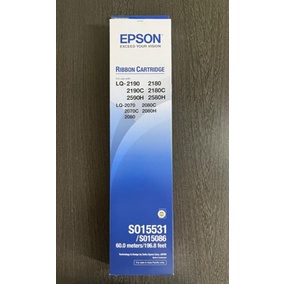 EPSON
EXCEED YOUR VISION
RIBBON CARTRIDGE
LQ-2190 2180
2190C 2180C
2590H 2580H
LQ-2070 2080C
2070C 2080H
2080
S015531
/S015086
60.0 meters/196.8 feet